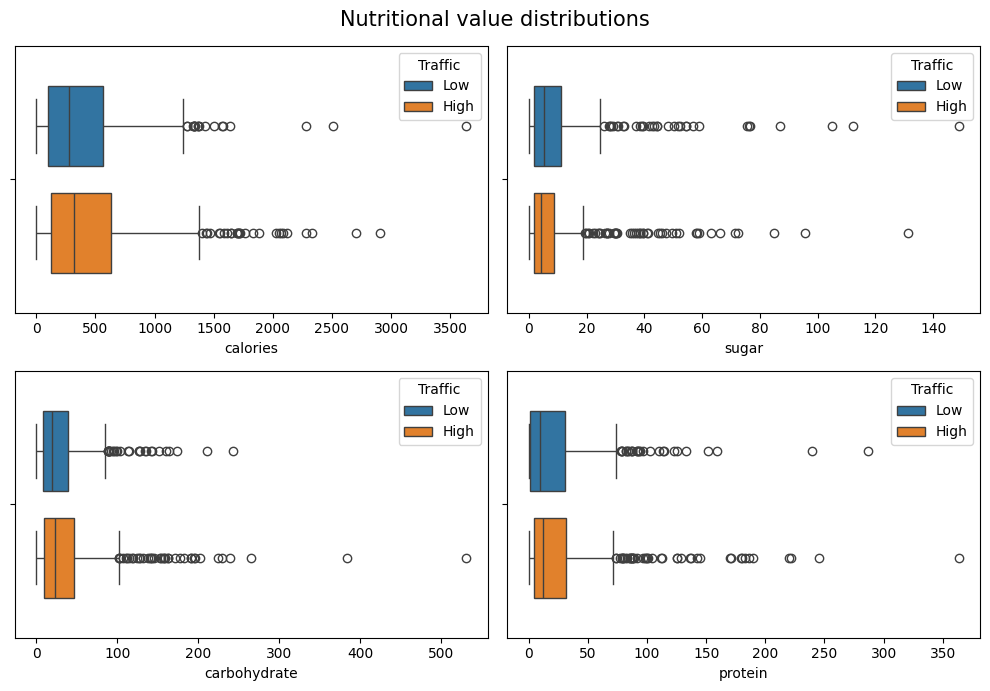 Nutritional value distributions
Traffic
Low
High
0 500 1000 1500 2000 2500 3000 3500
calories
Traffic
Low
High
0 20 40 60 80 100 120 140
sugar
Traffic
Low
High
0 100 200 300 400 500
carbohydrate
Traffic
Low
High
0 50 100 150 200 250 300 350
protein